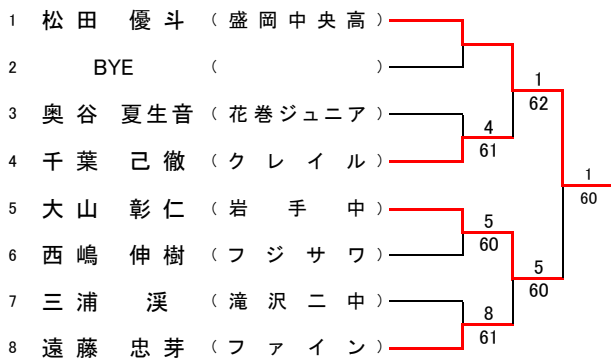 1 松田 優斗 （盛岡中央高）
2 BYE （ ）
3 奥谷 夏生音 （花巻ジュニア）
4 千葉 己徹 （クレイル）
5 大山 彰仁 （岩手中）
6 西嶋 伸樹 （フジサワ）
7 三浦 渓 （滝沢二中）
8 遠藤 忠芽 （ファイン）
4
61
5
60
8
61
1
62
5
60
1
60